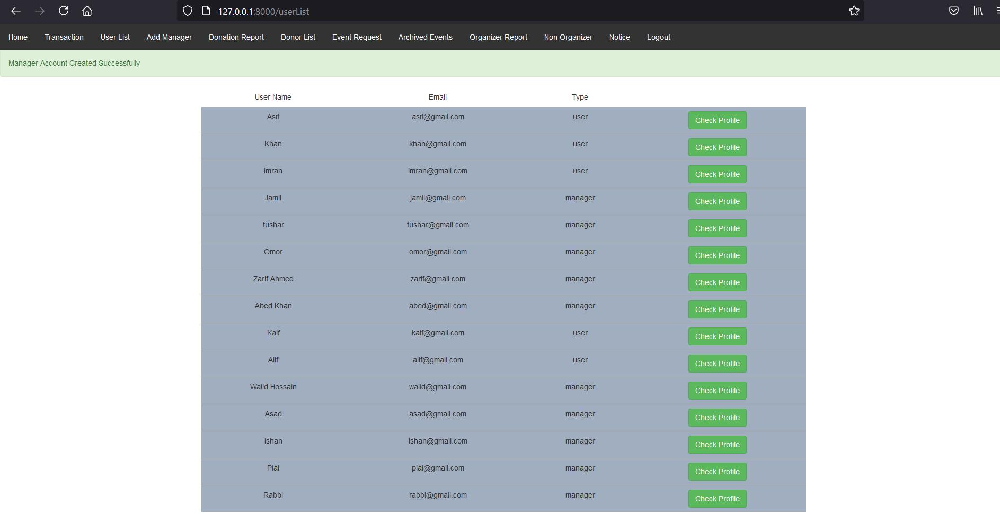 127.0.0.1:8000/userList
Home Transaction User List Add Manager Donation Report Donor List Event Request Archived Events Organizer Report Non Organizer Notice Logout
Manager Account Created Successfully
User Name Email Type
Asif asif@gmail.com user Check Profile
Khan khan@gmail.com user Check Profile
Imran imran@gmail.com user Check Profile
Jamil jamil@gmail.com manager Check Profile
tushar tushar@gmail.com manager Check Profile
Omor omor@gmail.com manager Check Profile
Zarif Ahmed zarif@gmail.com manager Check Profile
Abed Khan abed@gmail.com manager Check Profile
Kaif kaif@gmail.com user Check Profile
Alif alif@gmail.com user Check Profile
Walid Hossain walid@gmail.com manager Check Profile
Asad asad@gmail.com manager Check Profile
Ishan ishan@gmail.com manager Check Profile
Pial pial@gmail.com manager Check Profile
Rabbi rabbi@gmail.com manager Check Profile